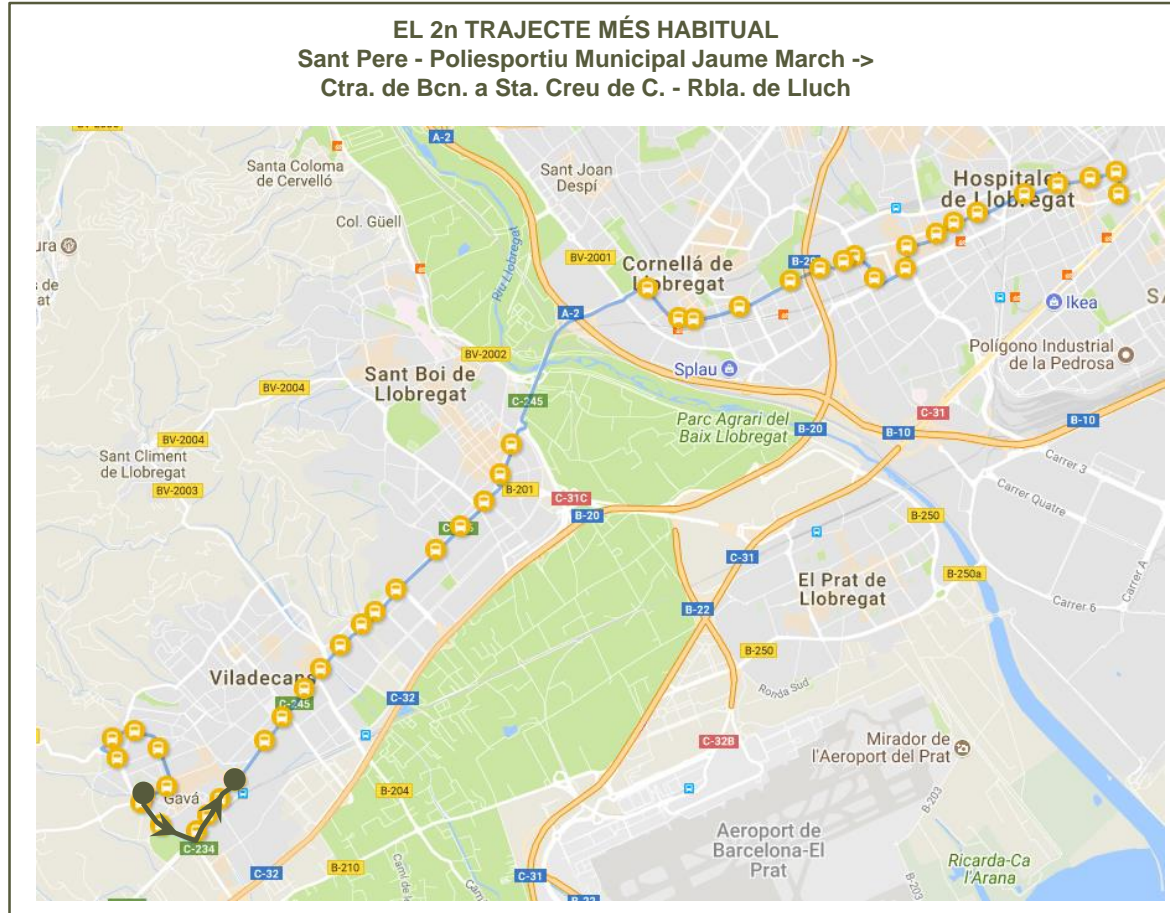 EL 2n TRAJECTE MÉS HABITUAL
Sant Pere - Poliesportiu Municipal Jaume March ->
Ctra. de Bcn. a Sta. Creu de C. - Rbla. de Lluch
A-2
Santa Coloma
de Cervelló
Sant Joan
Despí
Hospitalet
de Llobregat
Col. Güell
Riu Llobregat
BV-2001
Cornellá de
Llobregat
Ikea
A-2
Polígono Industrial
de la Pedrosa
BV-2002
Splau
Sant Boi de
Llobregat
BV-2004
C-245
C-31
B-10
Parc Agrari del
Baix Llobregat
B-20
B-10
BV-2004
Sant Climent
de Llobregat
BV-2003
Carrer 3
Carrer Quatre
B-201
C-31C
B-20
B-250
C-31
El Prat de
Llobregat
B-250a
Carrer A
Carrer 6
B-22
B-250
Ronda Sud
Viladecans
C-245
C-32
C-32B
Mirador de
l'Aeroport del Prat
B-204
B-203
Gavá
C-234
Aeroport de
Barcelona-El
Prat
C-32
B-210
C-31
B-203
Ricarda-Ca
l'Arana